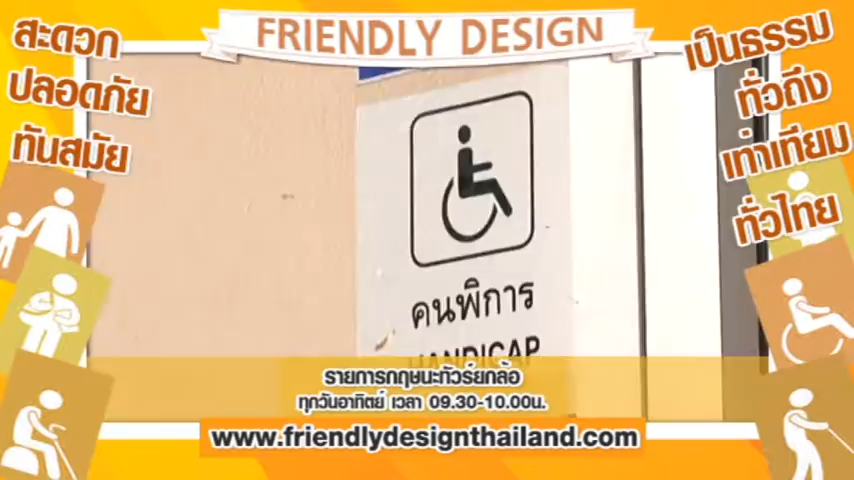 FRIENDLY DESIGN
สะดวก
ปลอดภัย
ทันสมัย
เป็นธรรม
ทั่วถึง
เท่าเทียม
ทั่วไทย
คนพิการ
HANDICAP
รายการกฤษนะทัวร์ยกล้อ
ทุกวันอาทิตย์ เวลา 09.30-10.00น.
www.friendlydesignthailand.com